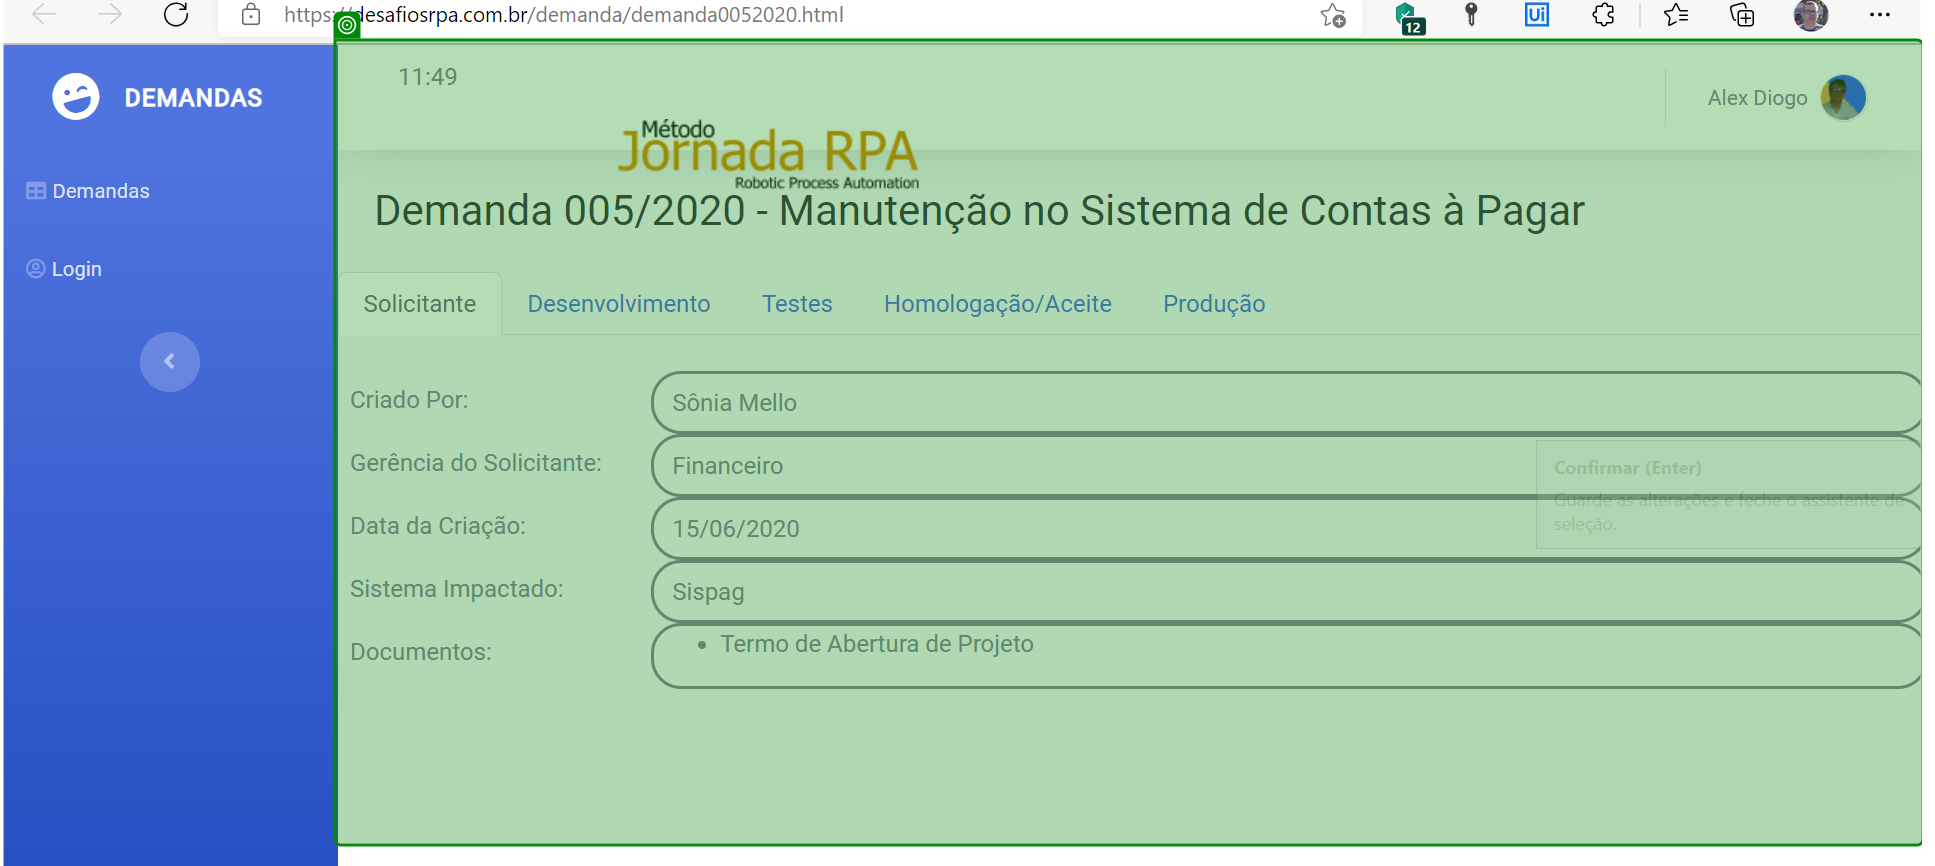 https://desafiosrpa.com.br/demanda/demanda0052020.html
12
Ui
DEMANDAS
11:49
Alex Diogo
Método
Jornada RPA
Robotic Process Automation
Demandas
Demanda 005/2020 - Manutenção no Sistema de Contas à Pagar
Login
Solicitante
Desenvolvimento
Testes
Homologação/Aceite
Produção
Criado Por:
Sônia Mello
Gerência do Solicitante:
Financeiro
Confirmar (Enter)
Guarde as alterações e feche o assistente de
seleção.
Data da Criação:
15/06/2020
Sistema Impactado:
Sispag
Documentos:
• Termo de Abertura de Projeto